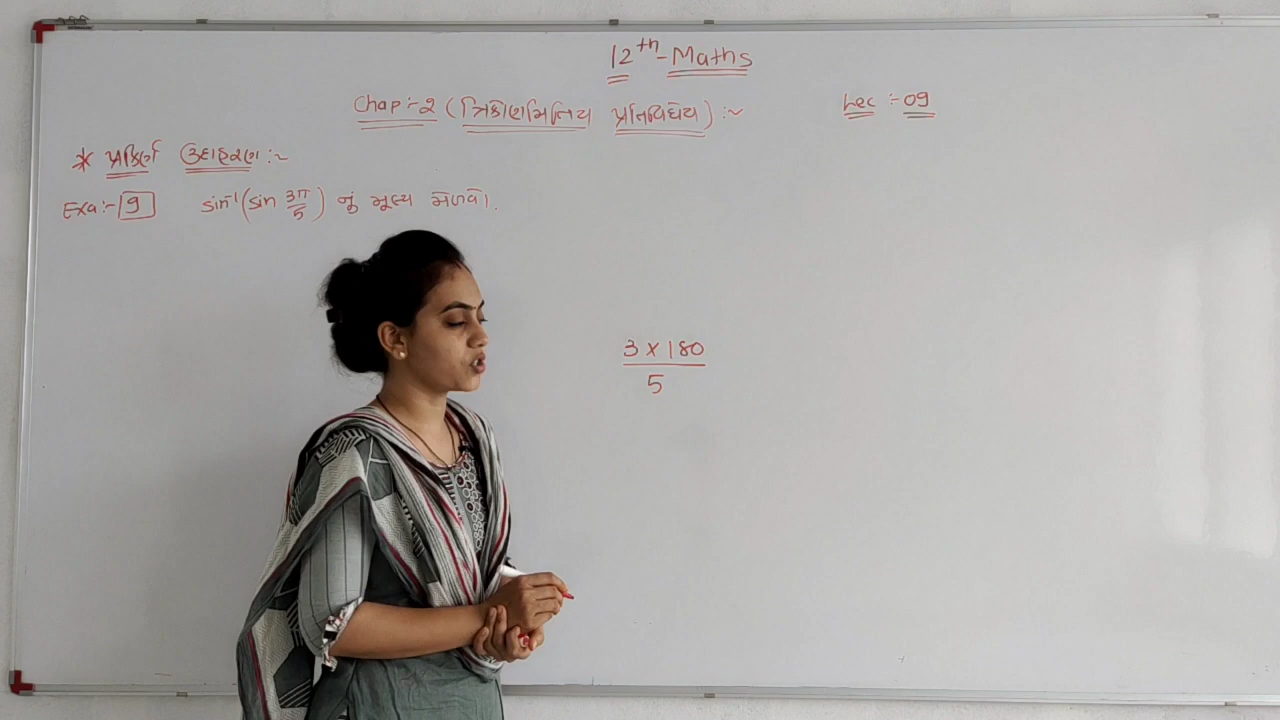 12th - Maths
Chap :- 2 (ત્રિકોણમિતિય પ્રતિવિધેય) :~ Lec :- 09
* પ્રકિર્ણ ઉદાહરણ :~
Exa :- 9 sin⁻¹(sin 3π/5) નું મૂલ્ય મેળવો.
3 × 180
5